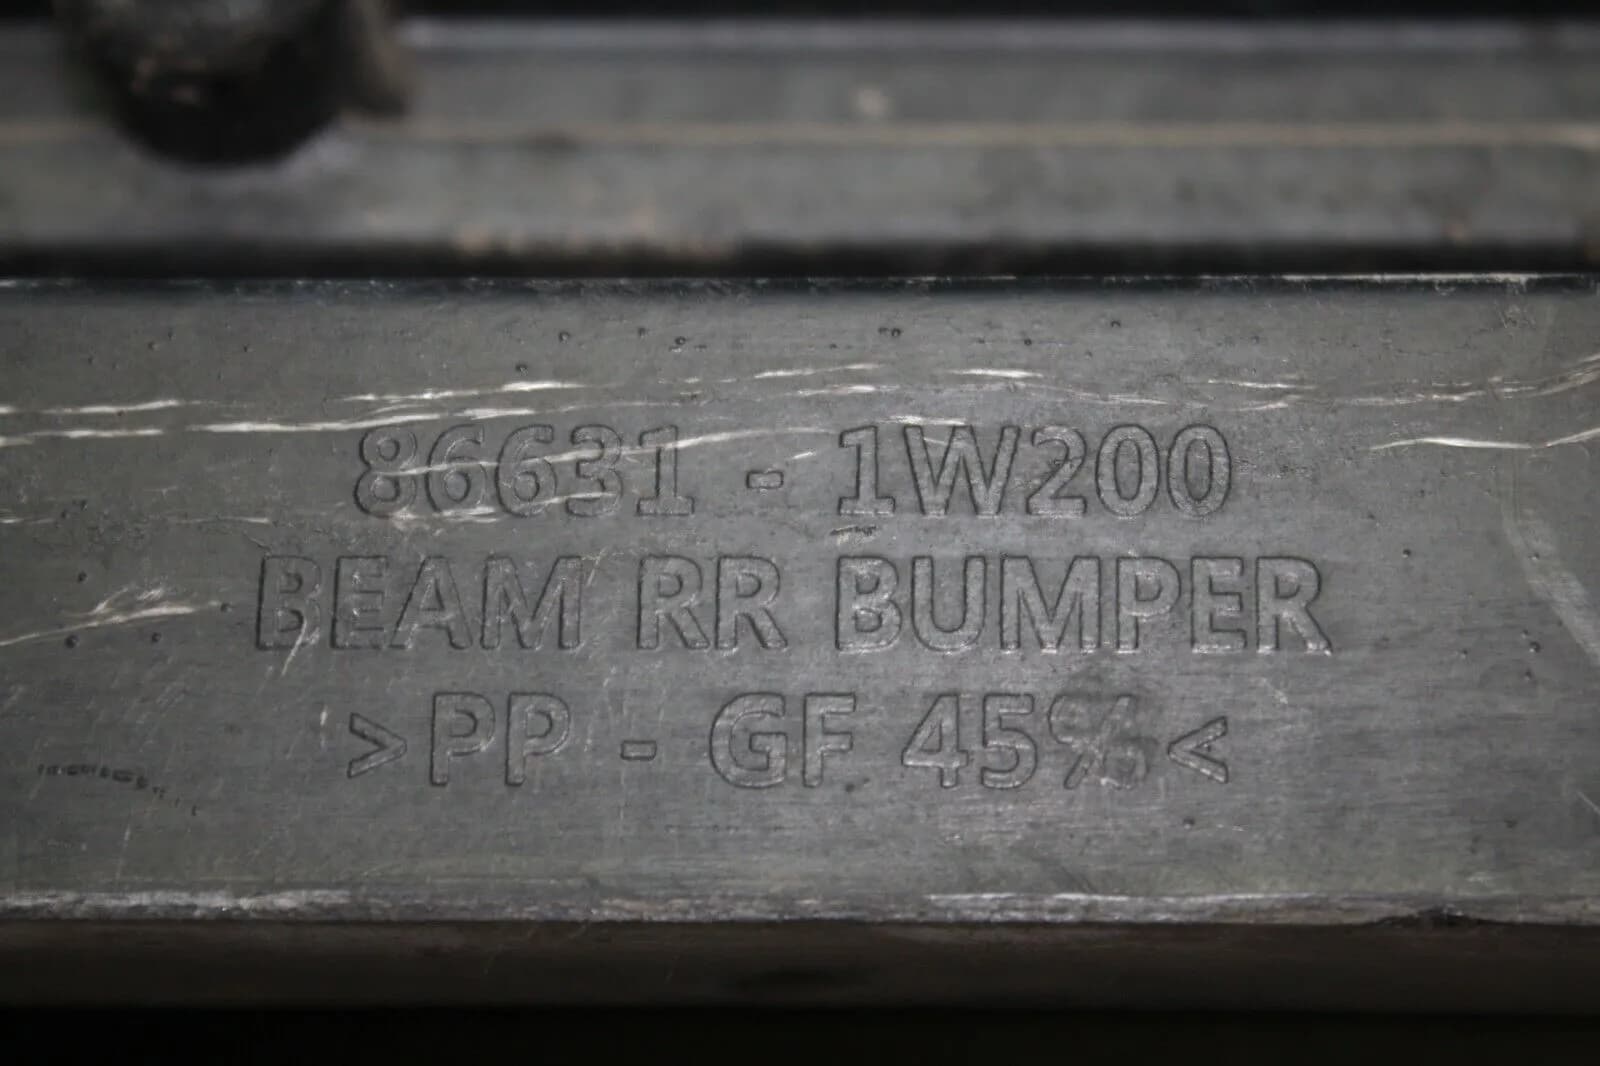 86631 - 1W200
BEAM RR BUMPER
>PP - GF 45%<